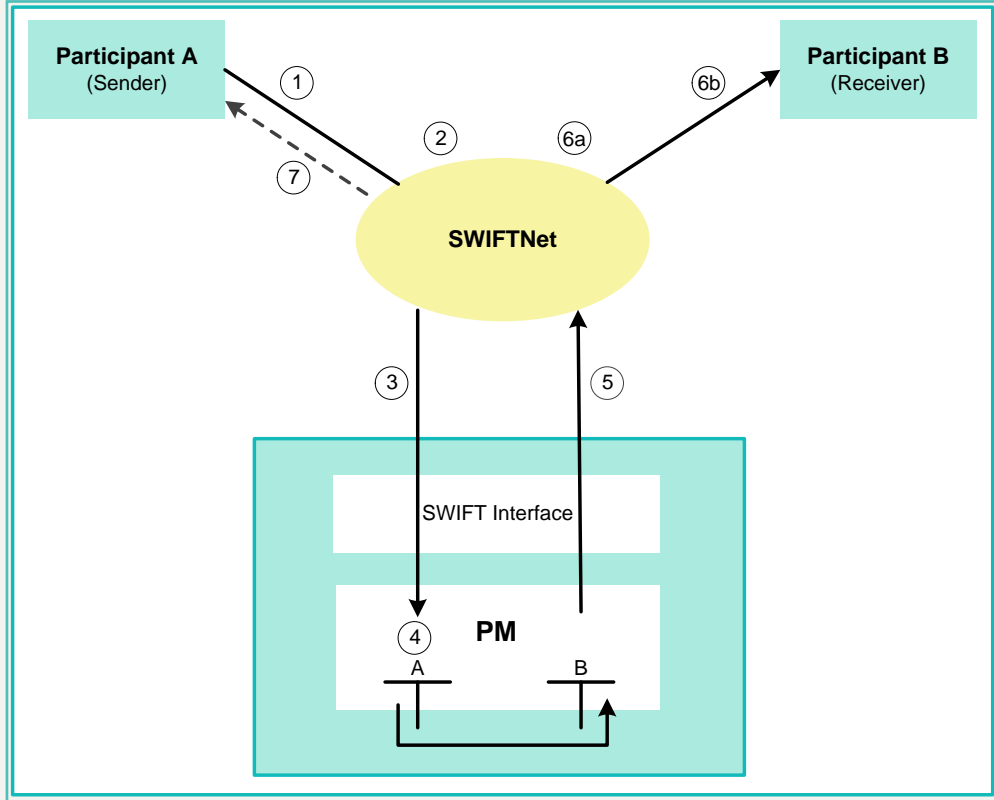 Participant A
(Sender)
Participant B
(Receiver)
1
6b
2
6a
7
SWIFTNet
3
5
SWIFT Interface
4
PM
A
B